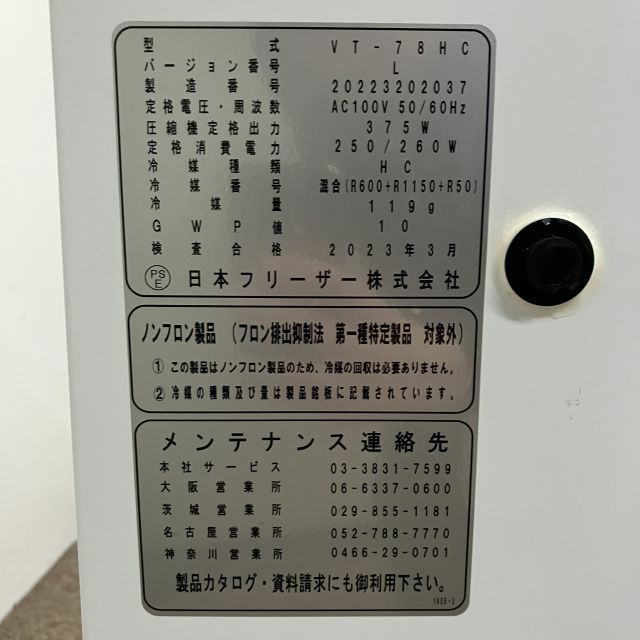 型式 VT-78HC
バージョン番号 L
製造番号 20223202037
定格電圧・周波数 AC100V 50/60Hz
圧縮機定格出力 375W
定格消費電力 250/260W
冷媒種類 HC
冷媒番号 混合(R600+R1150+R50)
冷媒量 119g
GWP値 10
検査合格 2023年3月
PSE 日本フリーザー株式会社
ノンフロン製品 (フロン排出抑制法 第一種特定製品 対象外)
① この製品はノンフロン製品のため、冷媒の回収は必要ありません。
② 冷媒の種類及び量は製品銘板に記載されています。
メンテナンス連絡先
本社サービス 03-3831-7599
大阪営業所 06-6337-0600
茨城営業所 029-855-1181
名古屋営業所 052-788-7770
神奈川営業所 0466-29-0701
製品カタログ・資料請求にも御利用下さい。